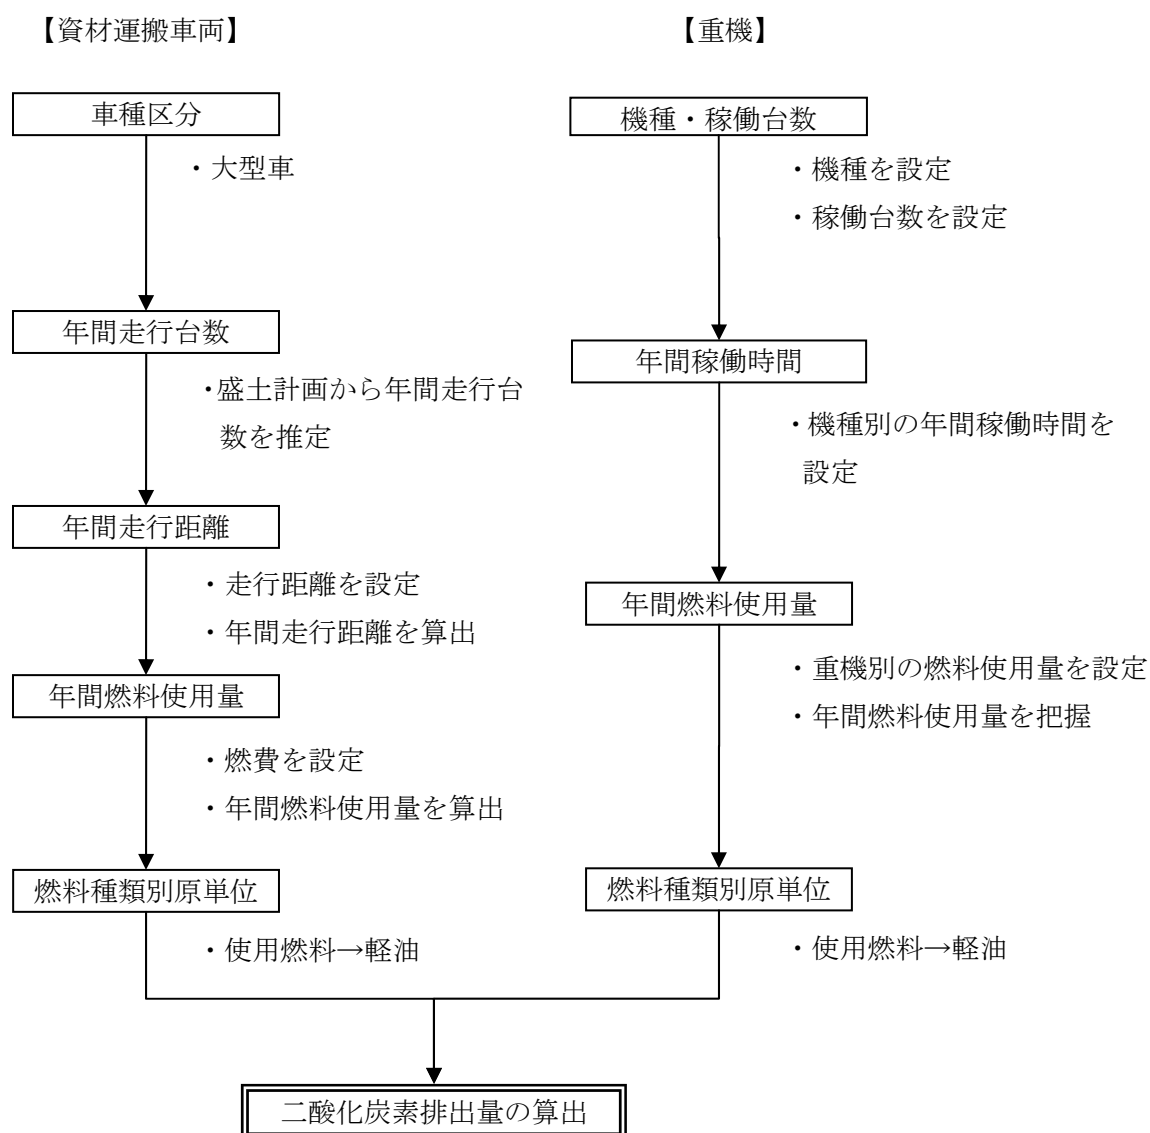 【資材運搬車両】
車種区分
・大型車
年間走行台数
・盛土計画から年間走行台
数を推定
年間走行距離
・走行距離を設定
・年間走行距離を算出
年間燃料使用量
・燃費を設定
・年間燃料使用量を算出
燃料種類別原単位
・使用燃料→軽油
【重機】
機種・稼働台数
・機種を設定
・稼働台数を設定
年間稼働時間
・機種別の年間稼働時間を
設定
年間燃料使用量
・重機別の燃料使用量を設定
・年間燃料使用量を把握
燃料種類別原単位
・使用燃料→軽油
二酸化炭素排出量の算出